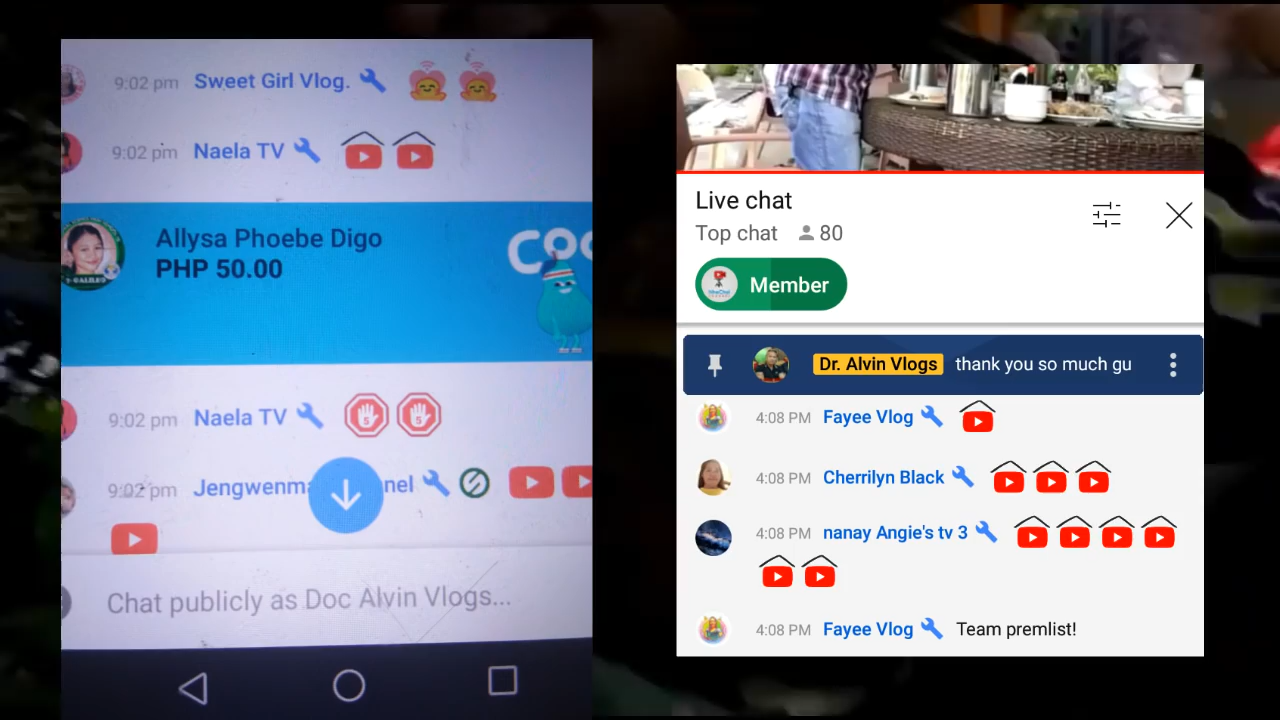 9:02 pm Sweet Girl Vlog.
9:02 pm Naela TV
Allysa Phoebe Digo
PHP 50.00
9:02 pm Naela TV
5 5
9:02 pm
Chat publicly as Doc Alvin Vlogs...
Live chat
Top chat 80
Member
Dr. Alvin Vlogs thank you so much gu
4:08 PM Fayee Vlog
4:08 PM Cherrilyn Black
4:08 PM nanay Angie's tv 3
4:08 PM Fayee Vlog Team premlist!